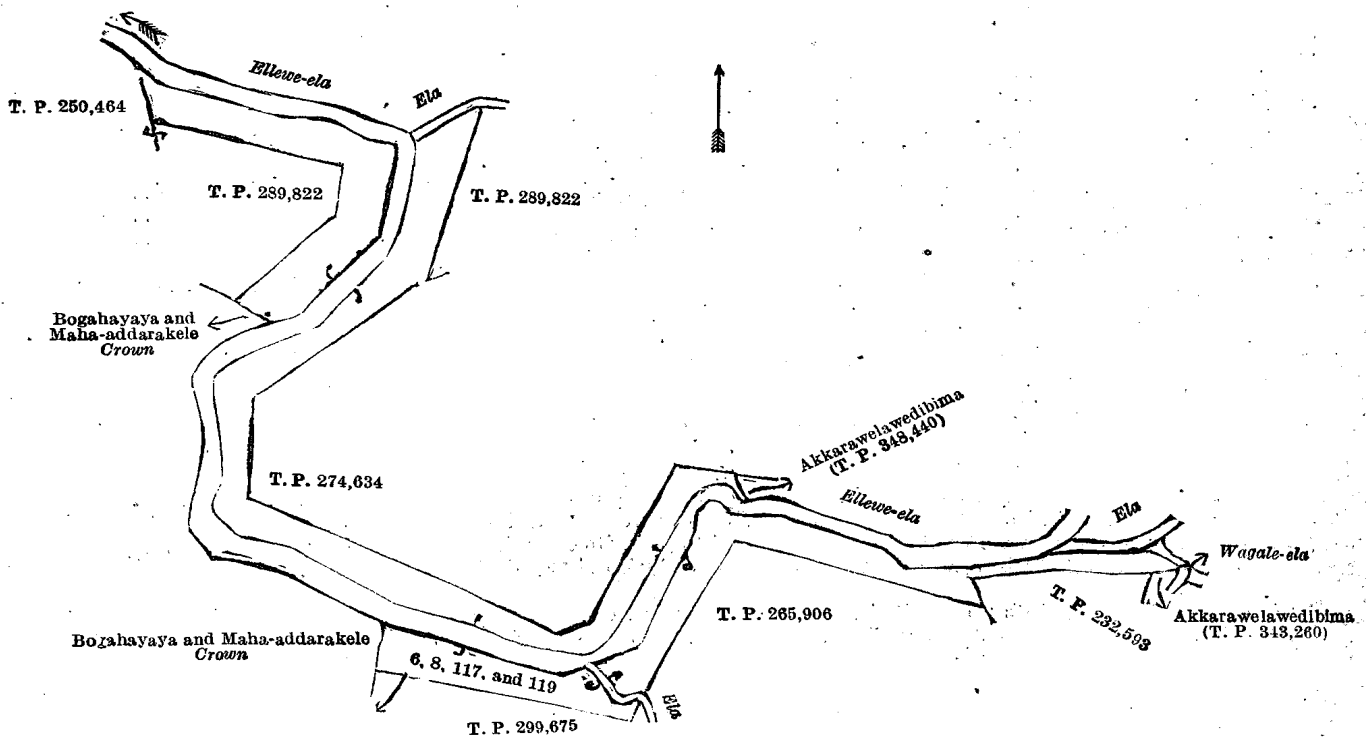 Ellewe-ela
Ela
T. P. 250,464
T. P. 289,822
T. P. 289,822
Bogahayaya and
Maha-addarakele
Crown
T. P. 274,634
Akkarawelawedibima
(T. P. 348,440)
Ellewe-ela
Ela
Wagale-ela
T. P. 265,906
T. P. 232,593
Akkarawelawedibima
(T. P. 343,260)
Bogahayaya and Maha-addarakele
Crown
6, 8, 117, and 119
Ela
T. P. 299,675